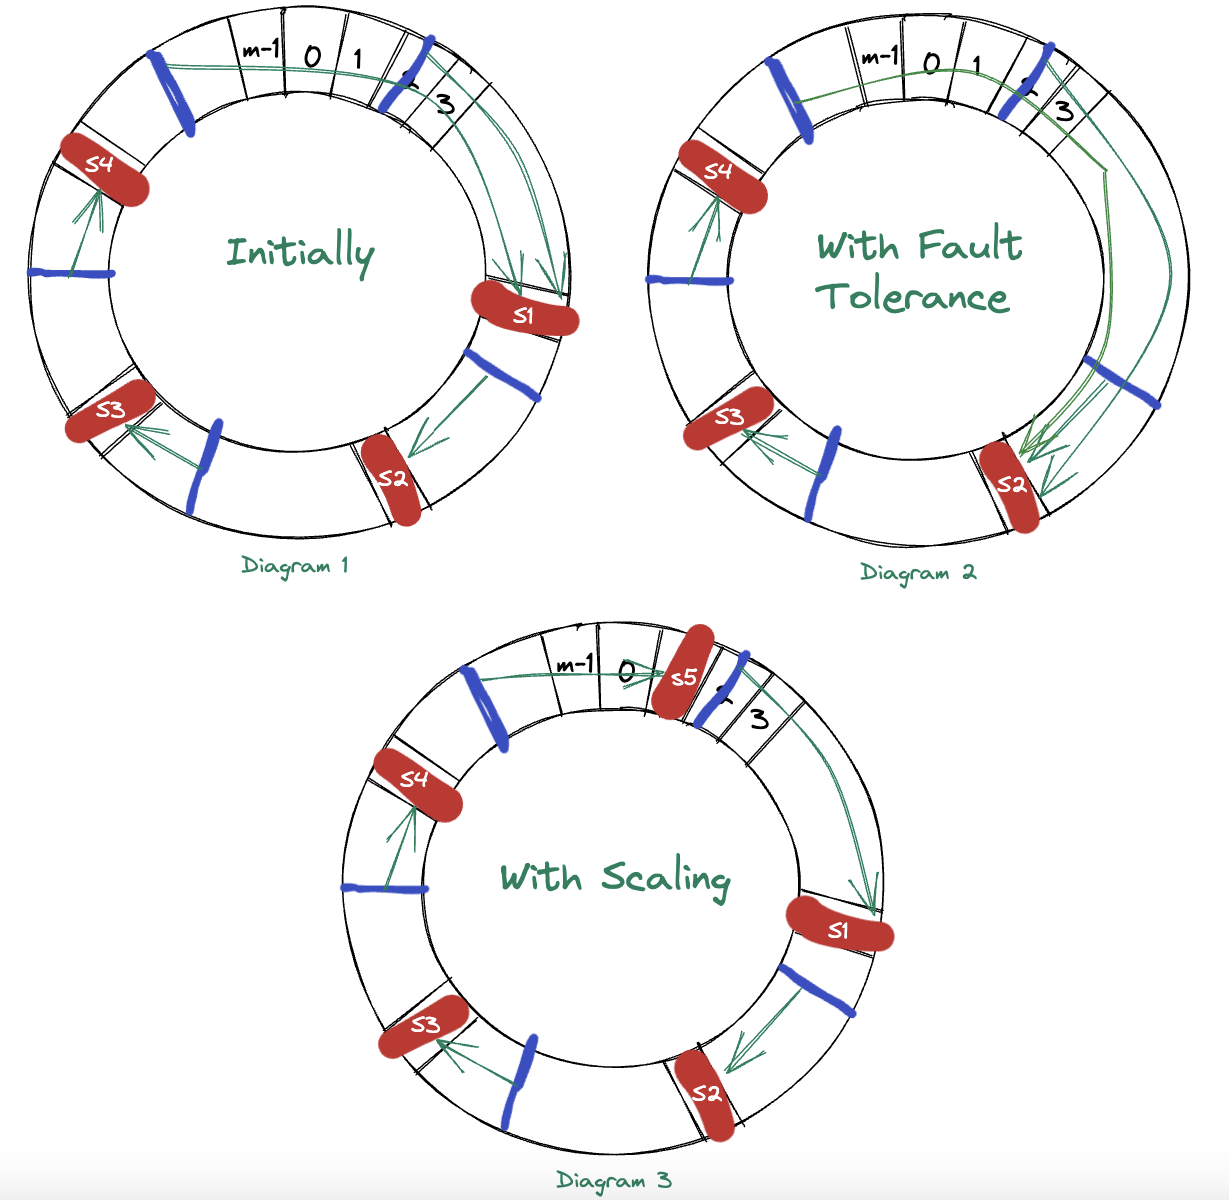 m-1 0 1 2 3
S4
Initially
S1
S3
S2
Diagram 1
m-1 0 1 2 3
S4
With Fault
Tolerance
S3
S2
Diagram 2
m-1 0 S5 2 3
S4
With Scaling
S1
S3
S2
Diagram 3